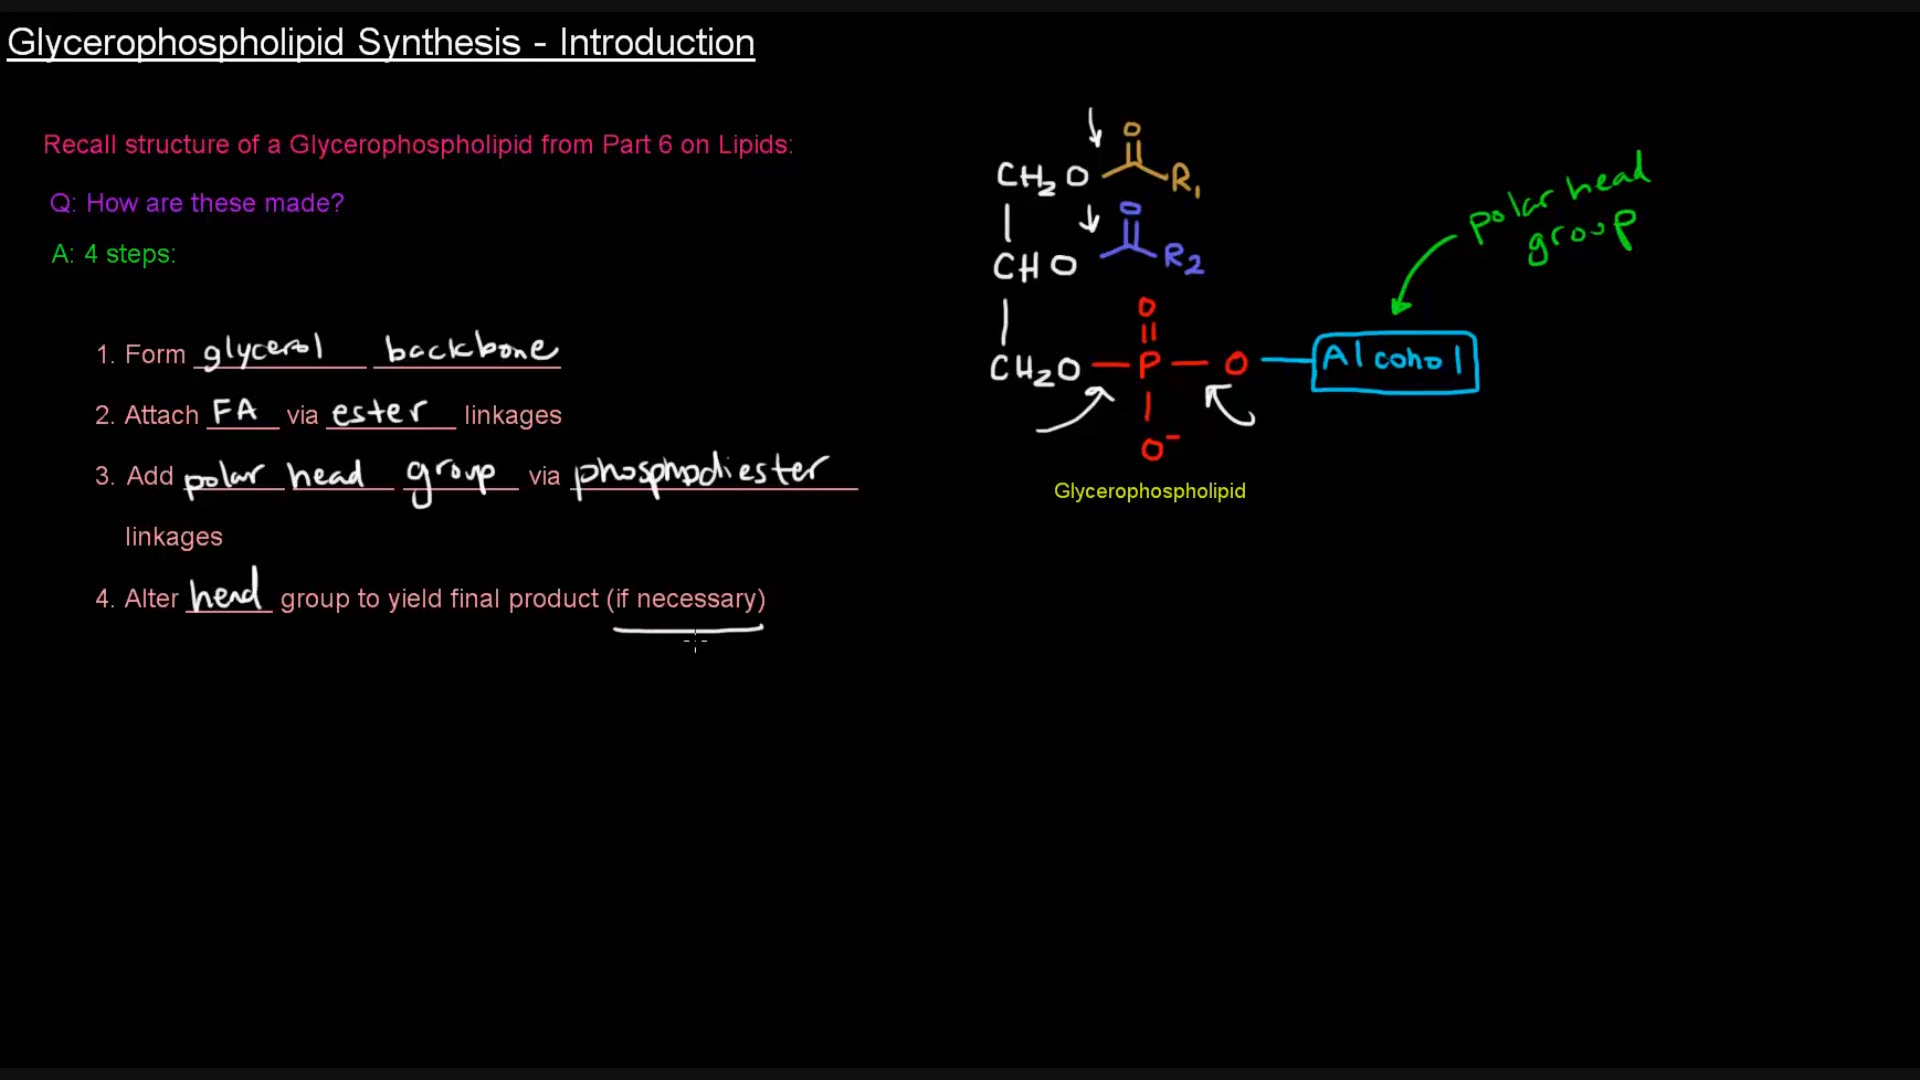 Glycerophospholipid Synthesis - Introduction
Recall structure of a Glycerophospholipid from Part 6 on Lipids:
Q: How are these made?
A: 4 steps:
1. Form glycerol backbone
2. Attach FA via ester linkages
3. Add polar head group via phosphodiester
linkages
4. Alter head group to yield final product (if necessary)
O
CH2O R1
O
CHO R2
O
CH2O P O Alcohol
O-
polar head
group
Glycerophospholipid